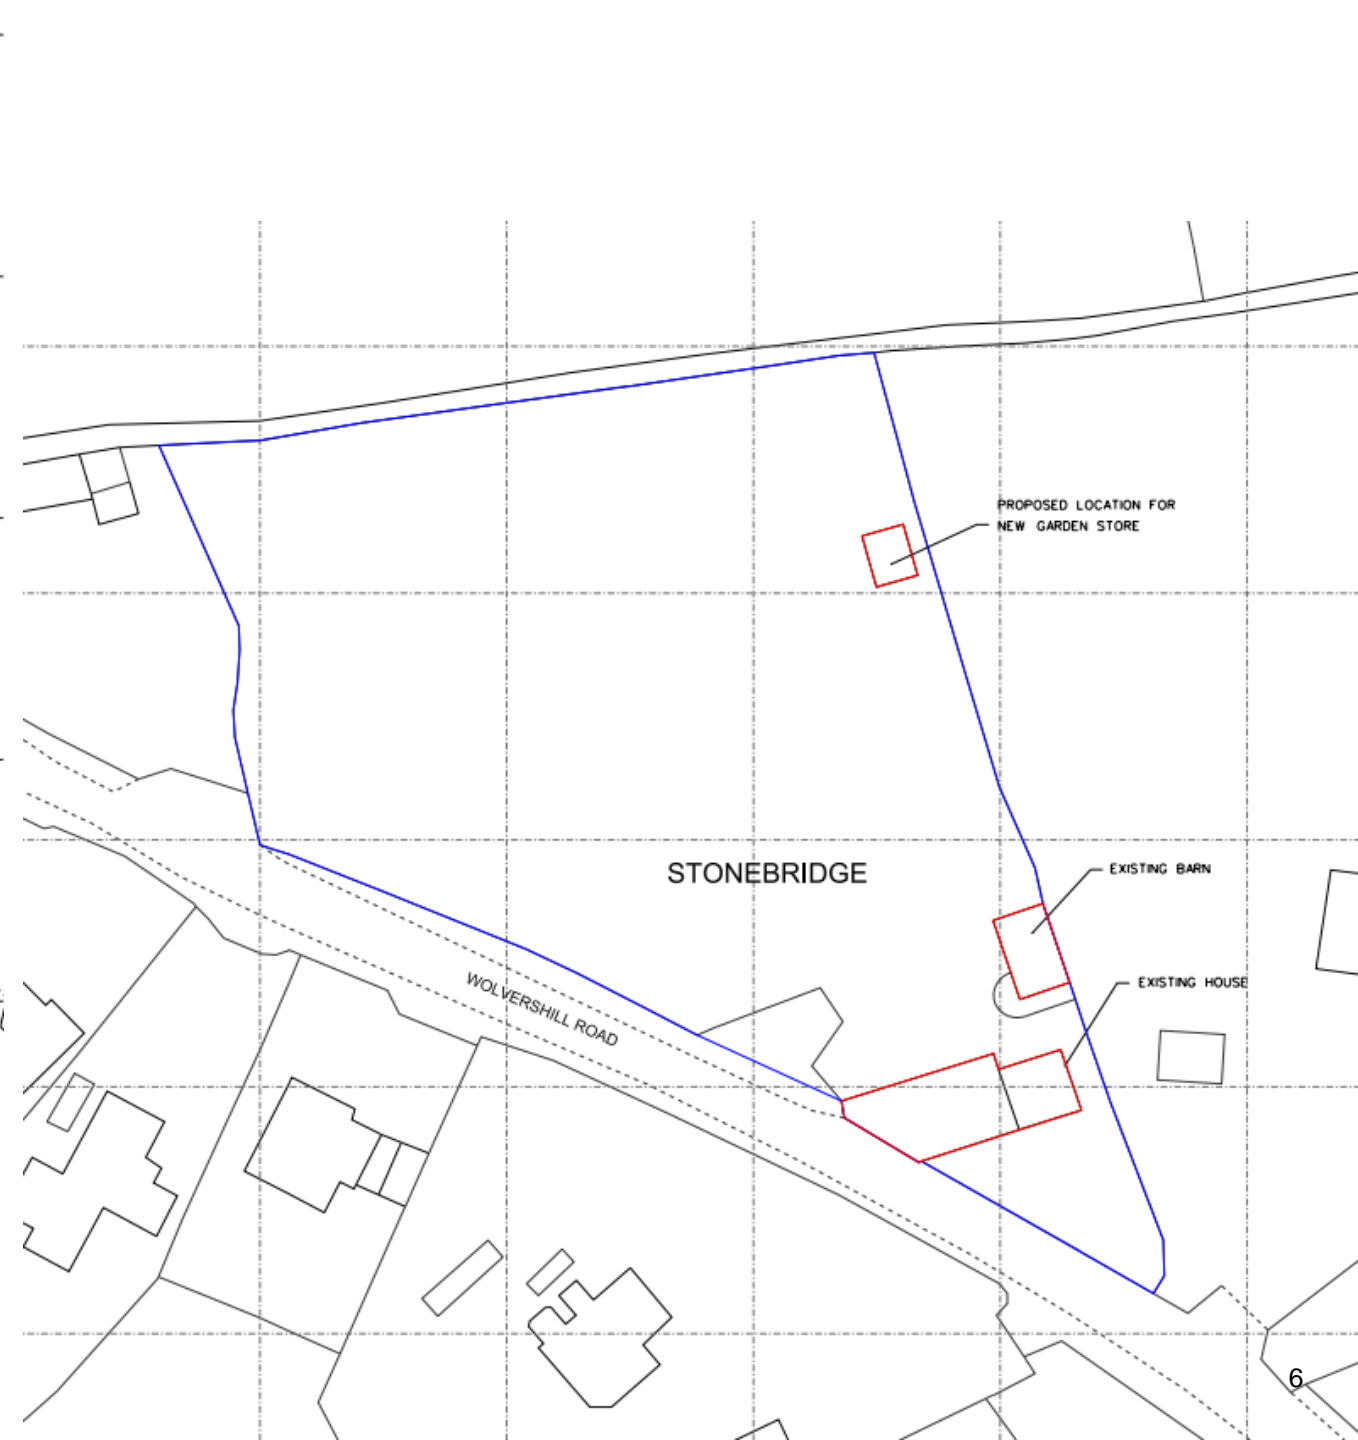 PROPOSED LOCATION FOR
NEW GARDEN STORE
STONEBRIDGE
EXISTING BARN
WOLVERSHILL ROAD
EXISTING HOUSE
6